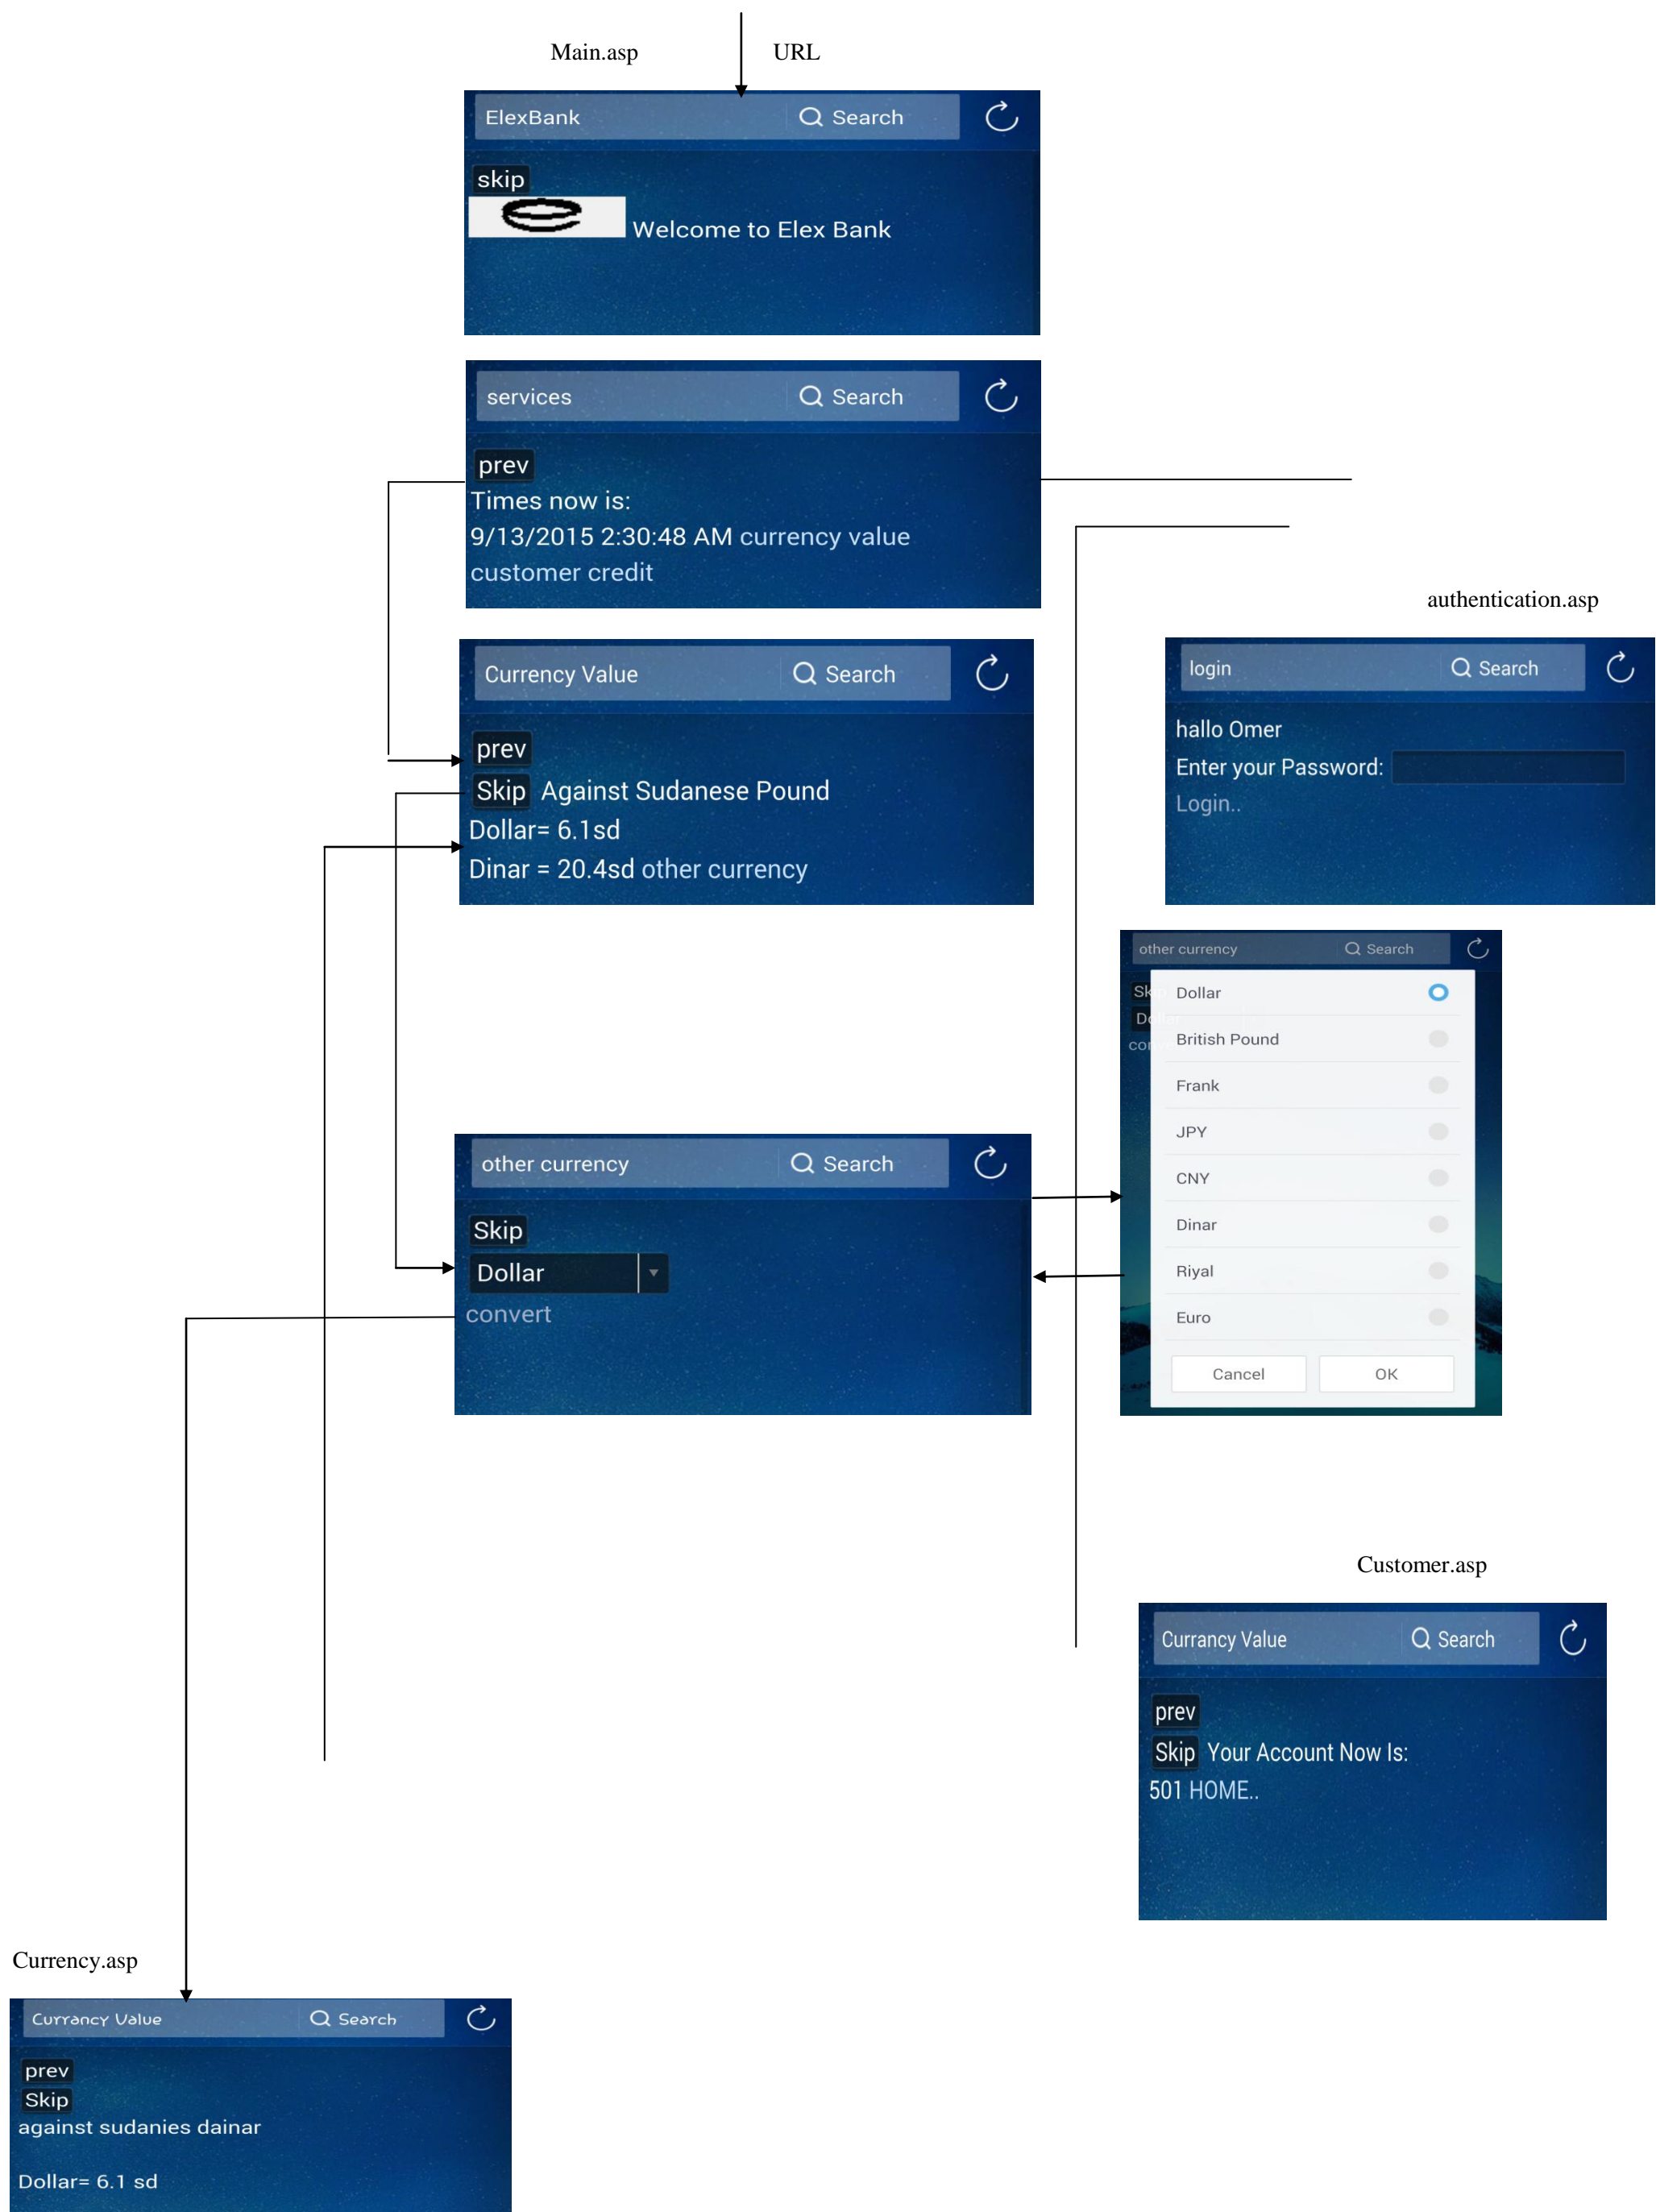 Main.asp URL
ElexBank Search
skip
Welcome to Elex Bank
services Search
prev
Times now is:
9/13/2015 2:30:48 AM currency value
customer credit
authentication.asp
Currency Value Search
prev
Skip Against Sudanese Pound
Dollar= 6.1sd
Dinar = 20.4sd other currency
login Search
hallo Omer
Enter your Password:
Login..
other currency Search
Dollar
British Pound
Frank
JPY
CNY
Dinar
Riyal
Euro
Cancel OK
other currency Search
Skip
Dollar
convert
Customer.asp
Currancy Value Search
prev
Skip Your Account Now Is:
501 HOME..
Currency.asp
Currancy Value Search
prev
Skip
against sudanies dainar
Dollar= 6.1 sd